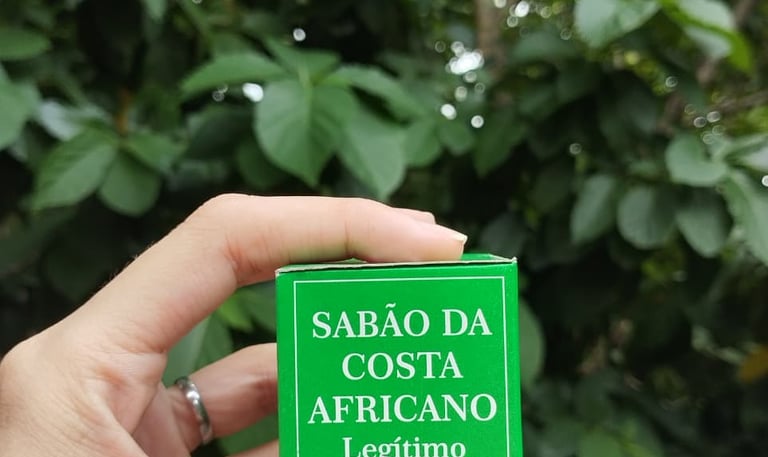 SABÃO DA
COSTA
AFRICANO
Legítimo